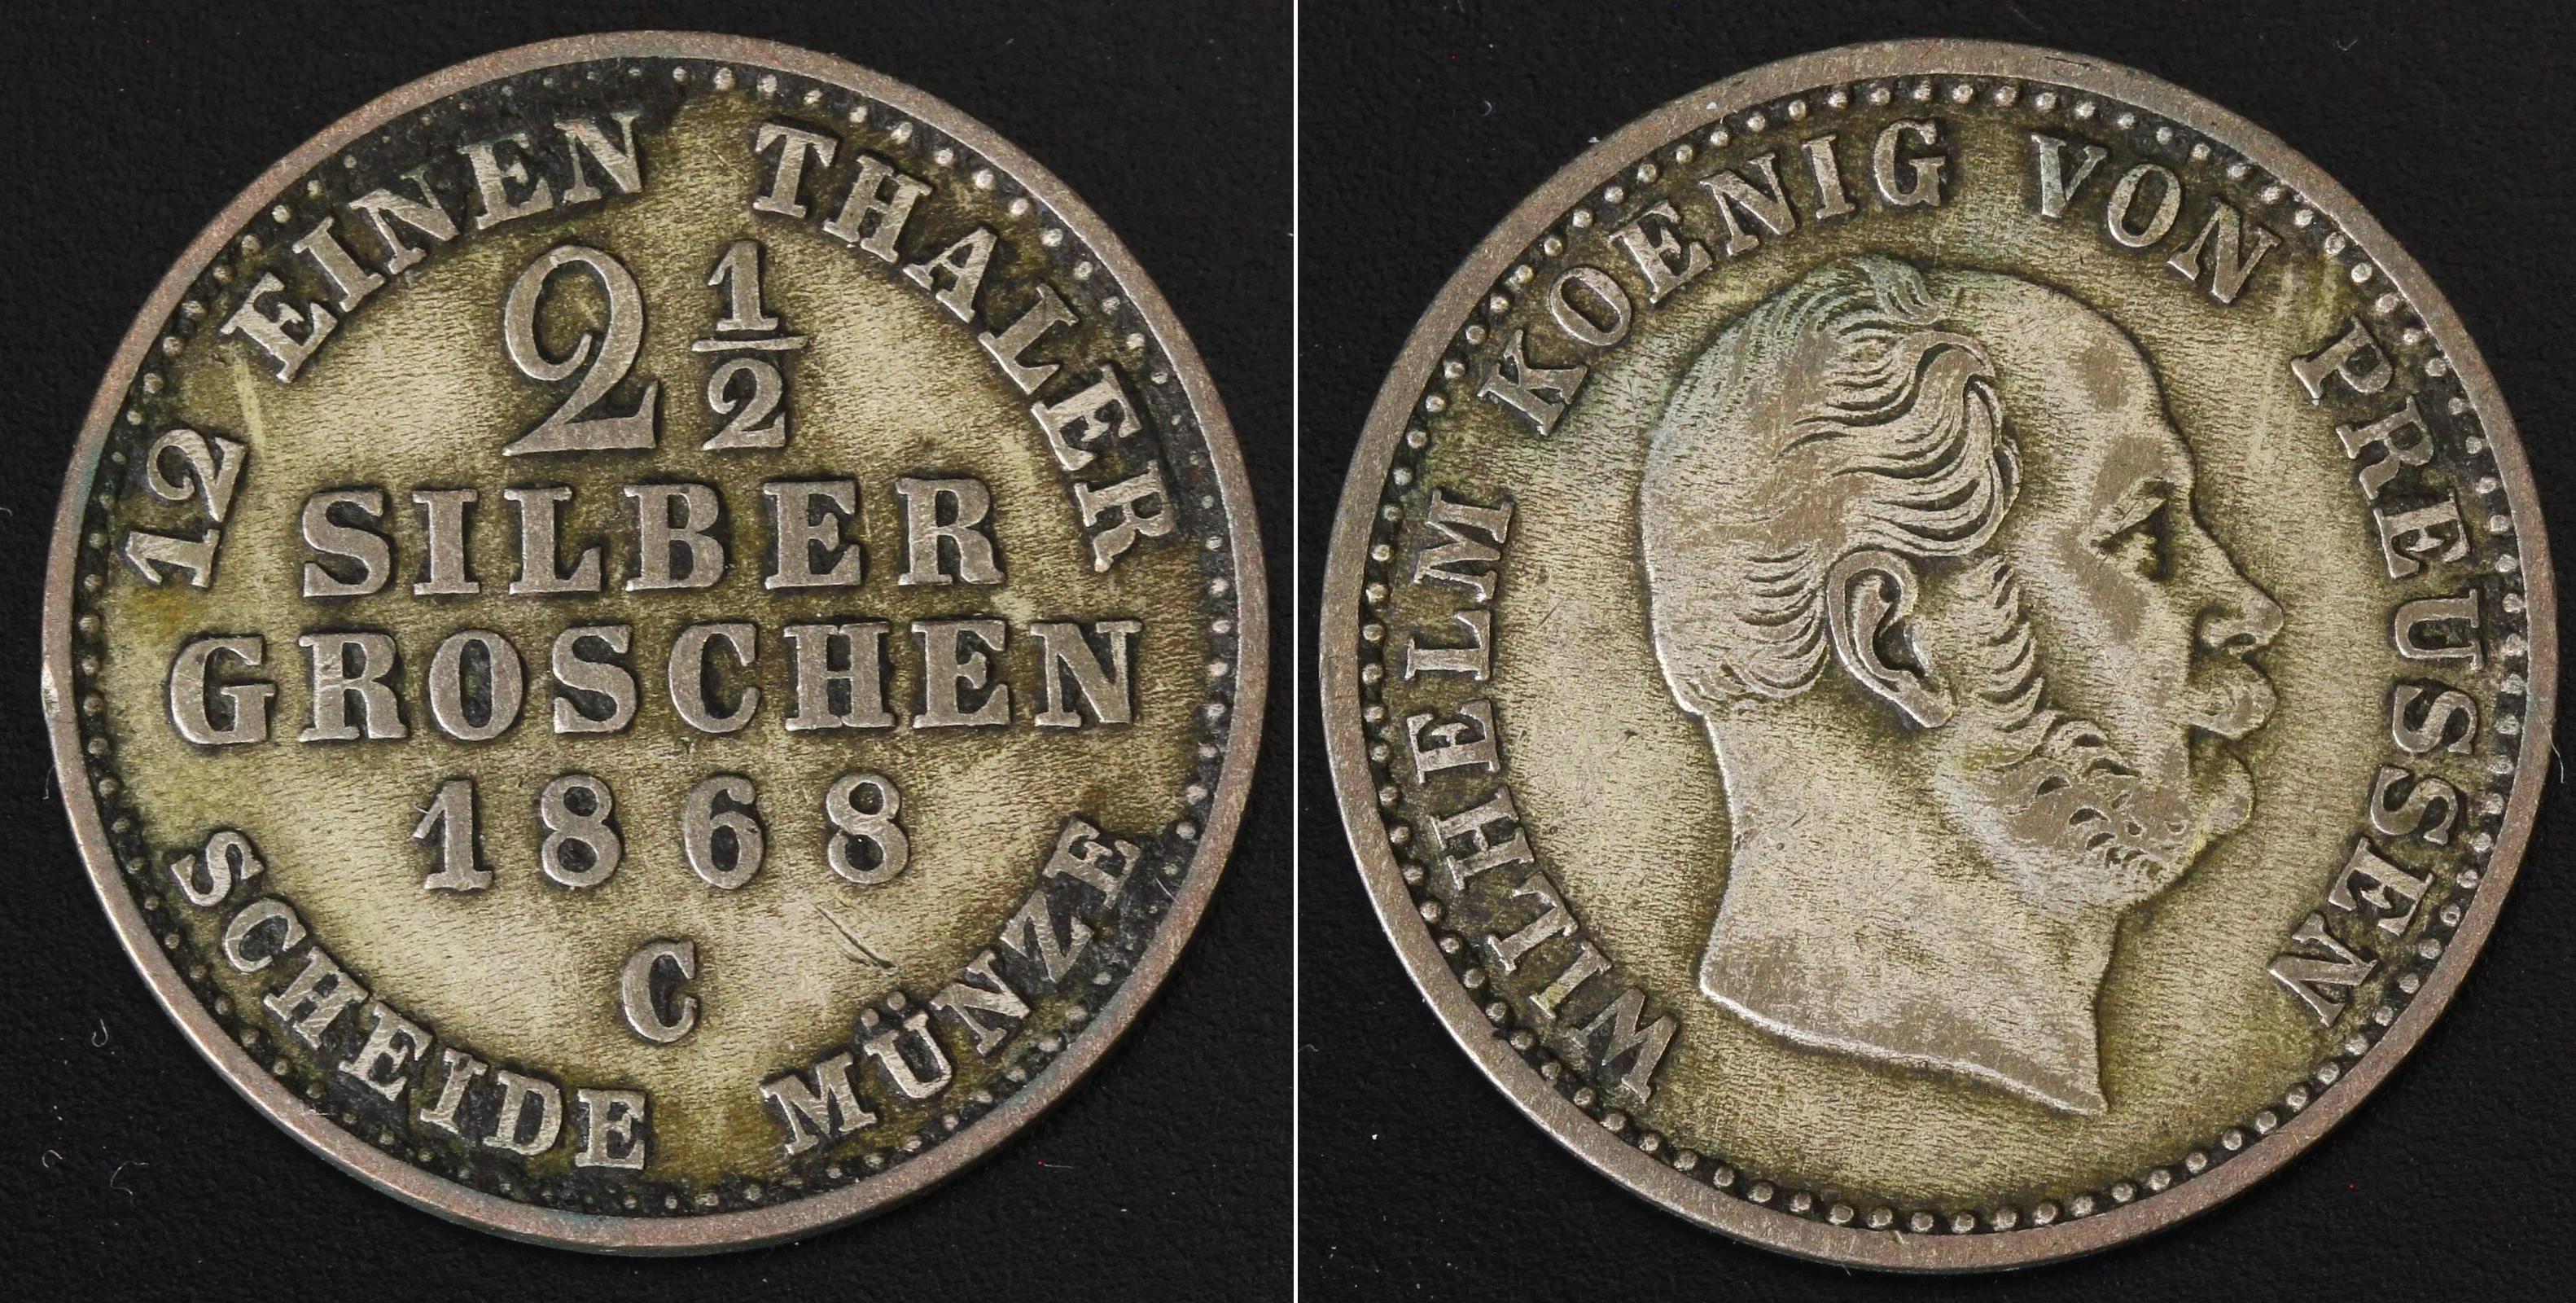 12 EINEN THALER
2 1/2
SILBER
GROSCHEN
1868
C
SCHEIDE MÜNZE
WILHELM KOENIG VON PREUSSEN